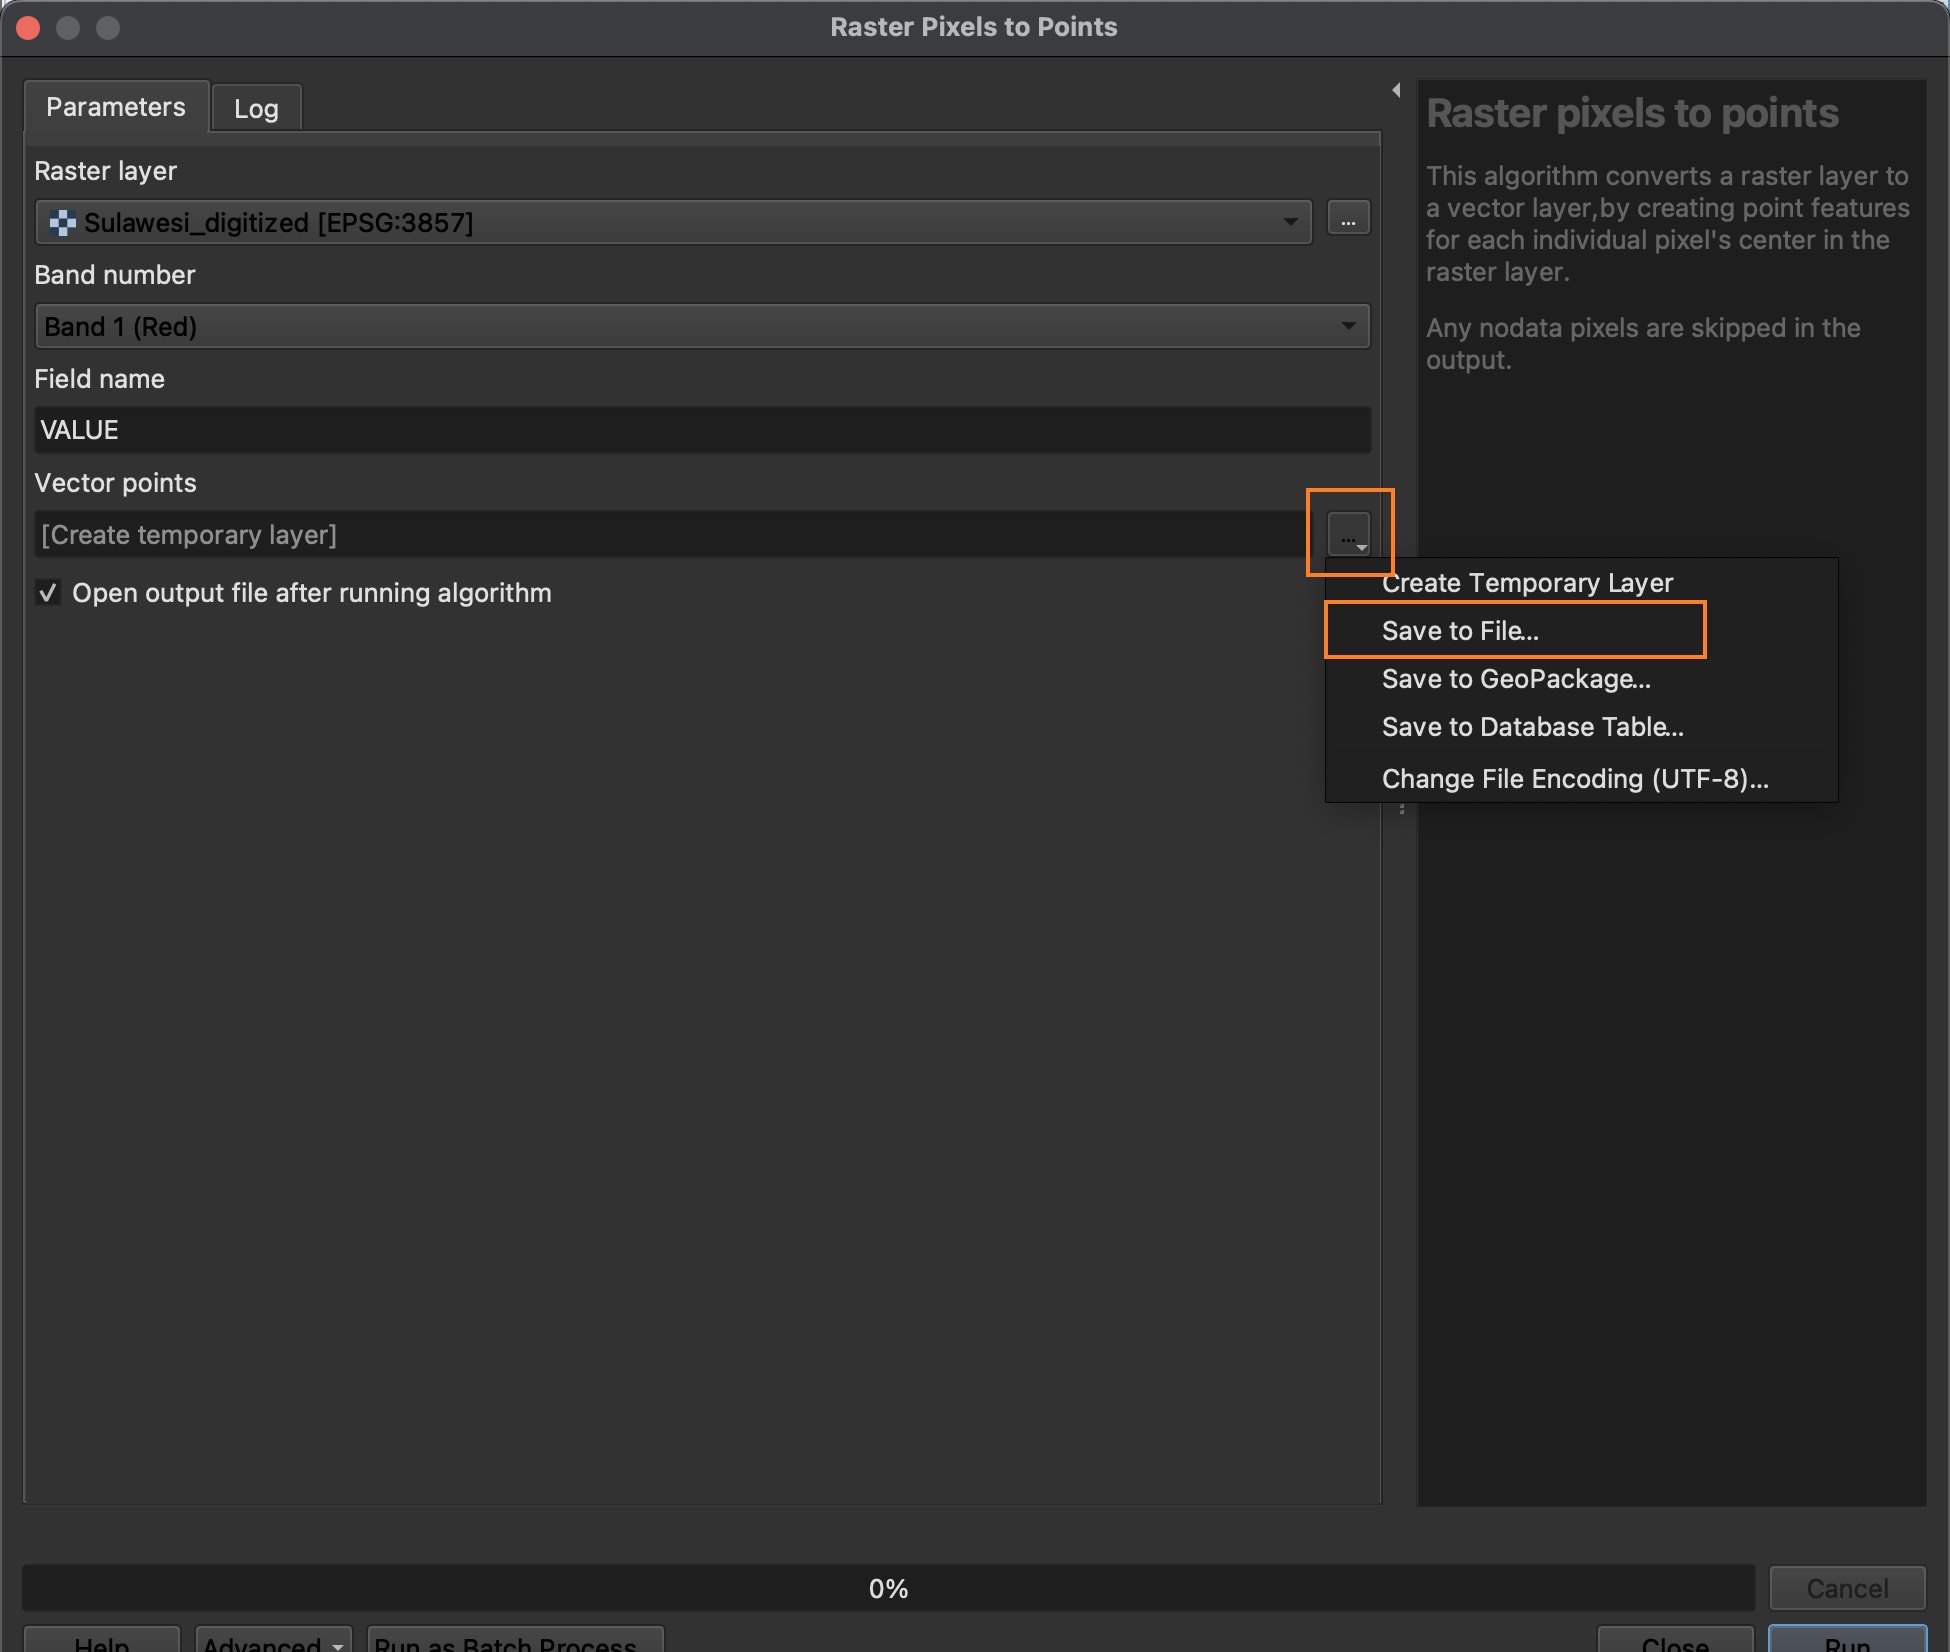 Raster Pixels to Points
Parameters
Log
Raster layer
Sulawesi_digitized [EPSG:3857]
...
Band number
Band 1 (Red)
Field name
VALUE
Vector points
[Create temporary layer]
...
Open output file after running algorithm
Create Temporary Layer
Save to File...
Save to GeoPackage...
Save to Database Table...
Change File Encoding (UTF-8)...
Raster pixels to points
This algorithm converts a raster layer to
a vector layer,by creating point features
for each individual pixel's center in the
raster layer.
Any nodata pixels are skipped in the
output.
0%
Cancel
Help
Advanced
Run as Batch Process
Close
Run